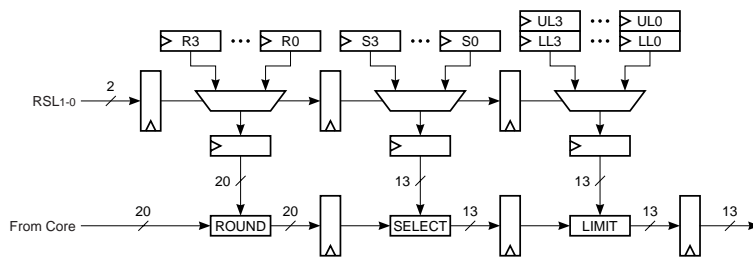 UL3 ••• UL0
R3 ••• R0 S3 ••• S0 LL3 ••• LL0
2
RSL1-0
20 13 13
From Core 20 ROUND 20 SELECT 13 LIMIT 13 13